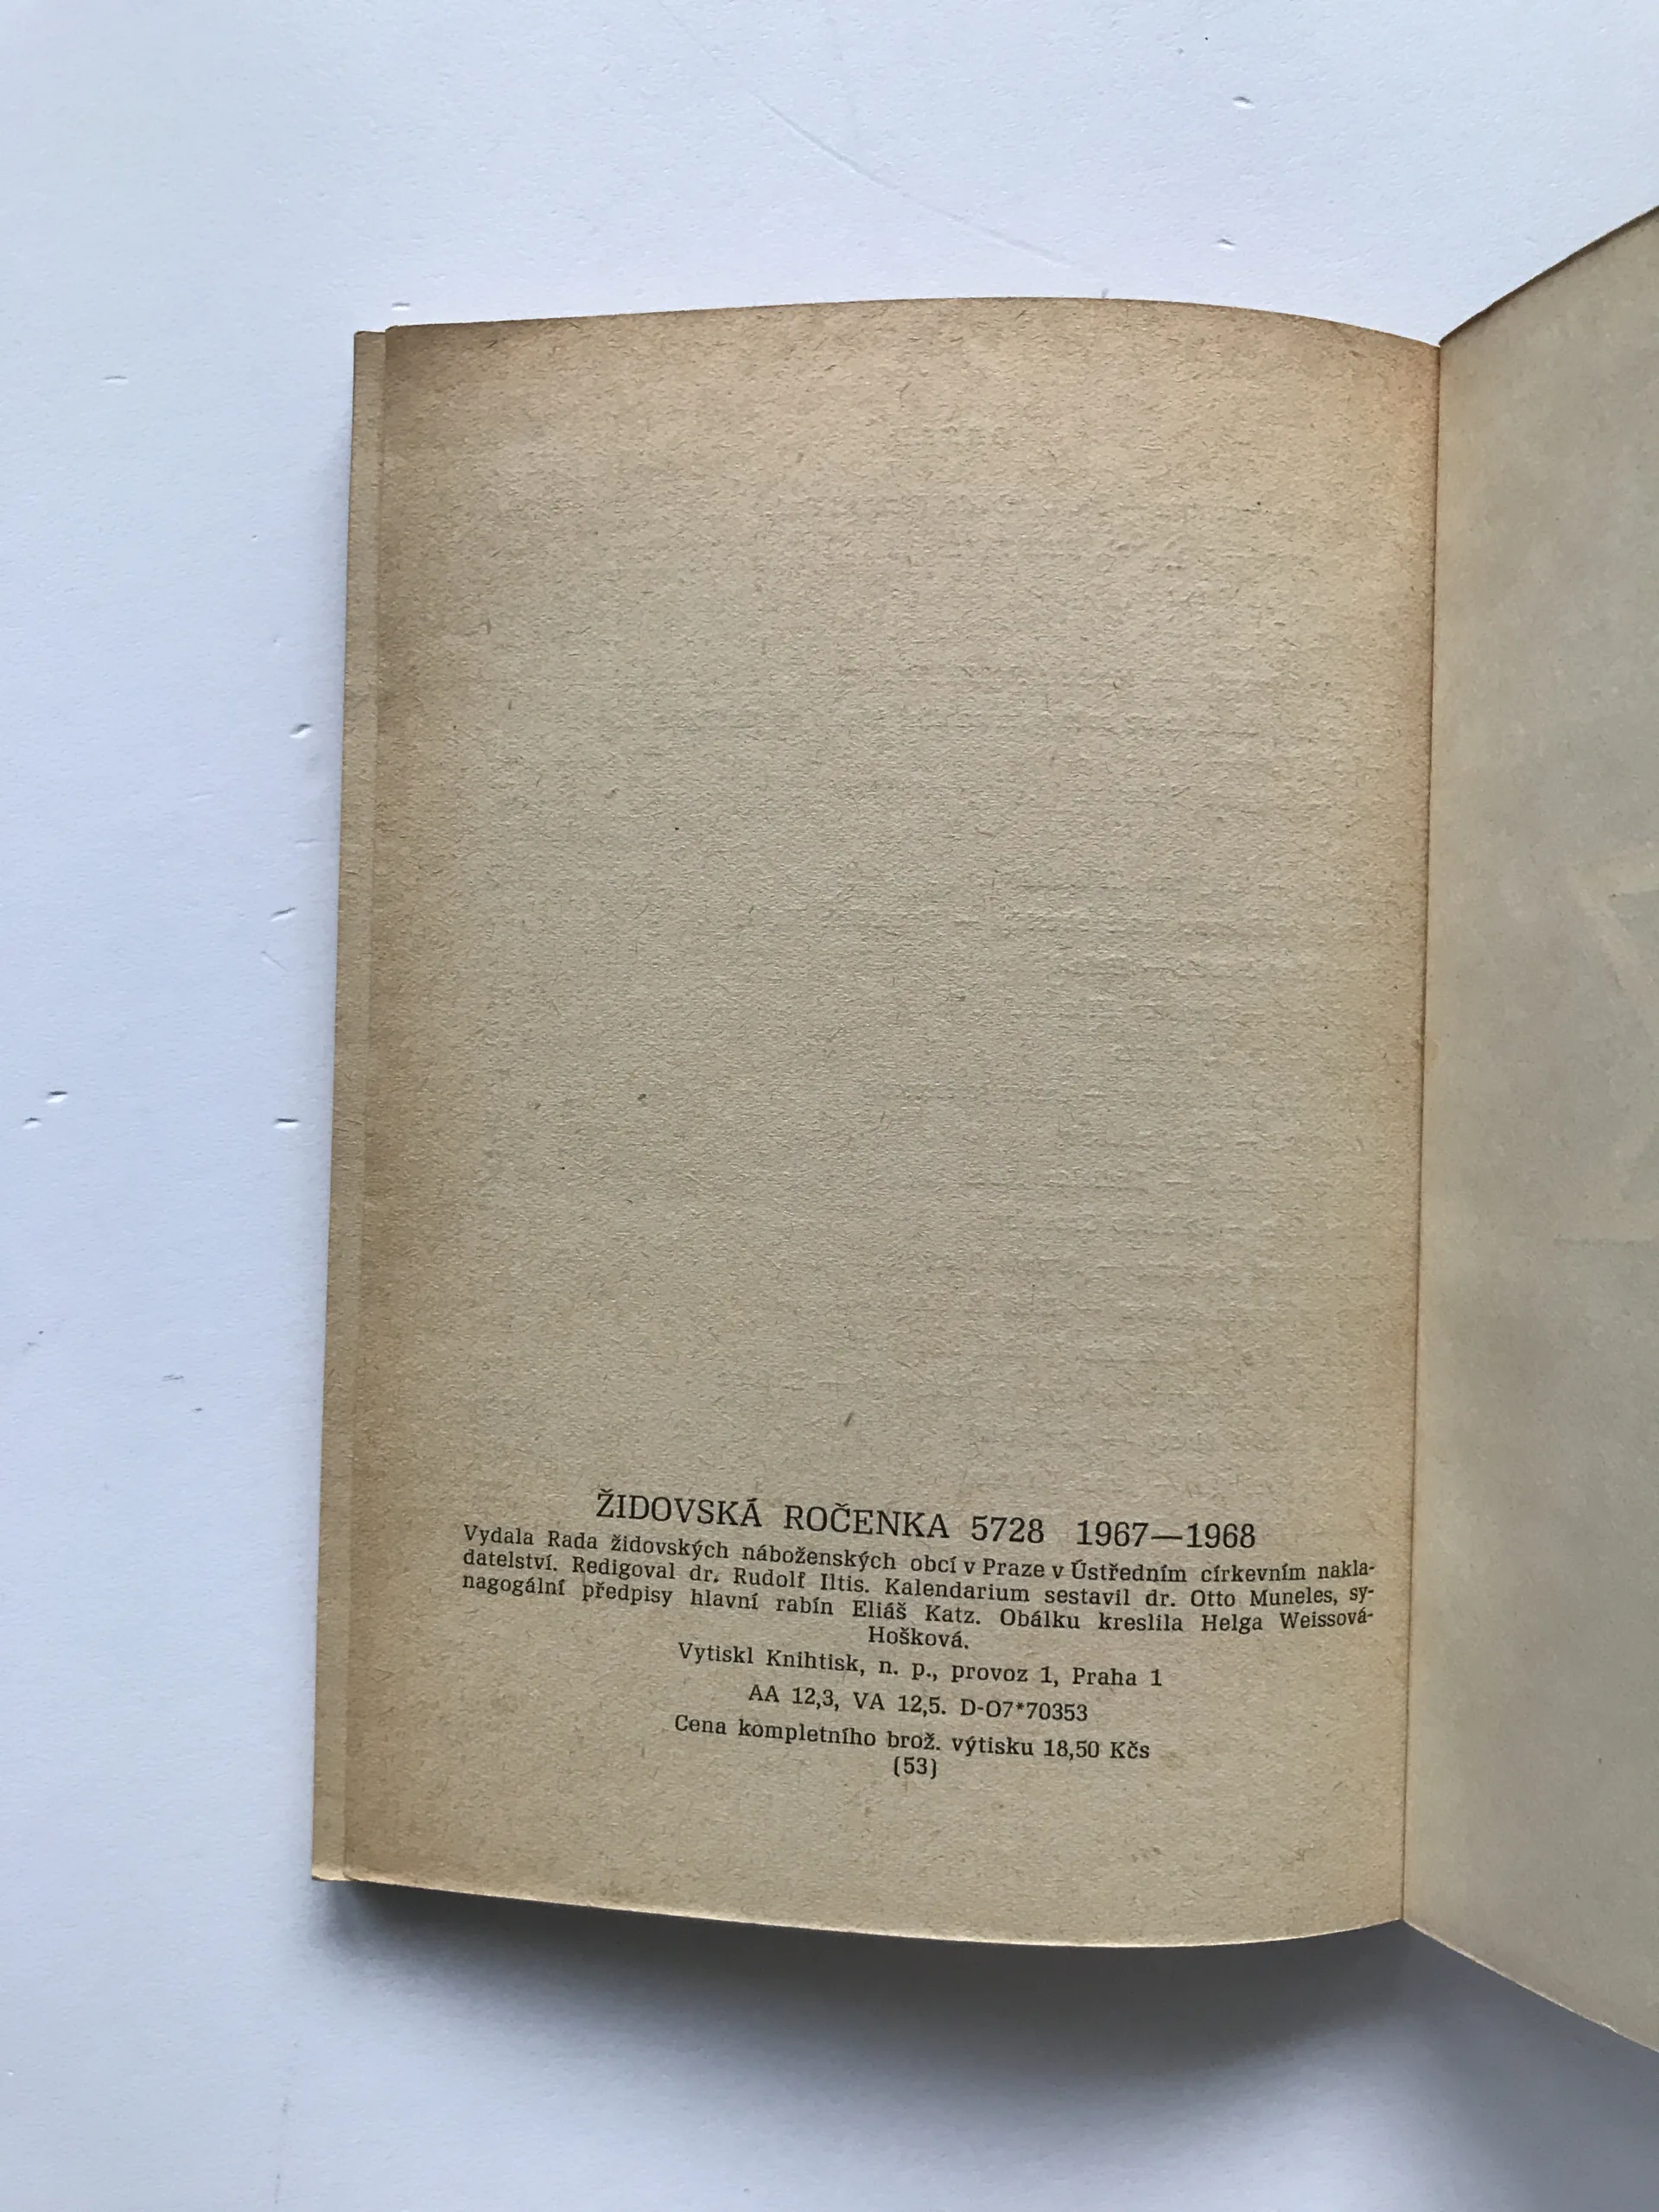 ŽIDOVSKÁ ROČENKA 5728 1967—1968
Vydala Rada židovských náboženských obcí v Praze v Ústředním církevním nakla-
datelství. Redigoval dr. Rudolf Iltis. Kalendarium sestavil dr. Otto Muneles, sy-
nagogální předpisy hlavní rabín Eliáš Katz. Obálku kreslila Helga Weissová-
Hošková.
Vytiskl Knihtisk, n. p., provoz 1, Praha 1
AA 12,3, VA 12,5. D-07*70353
Cena kompletního brož. výtisku 18,50 Kčs
(53)